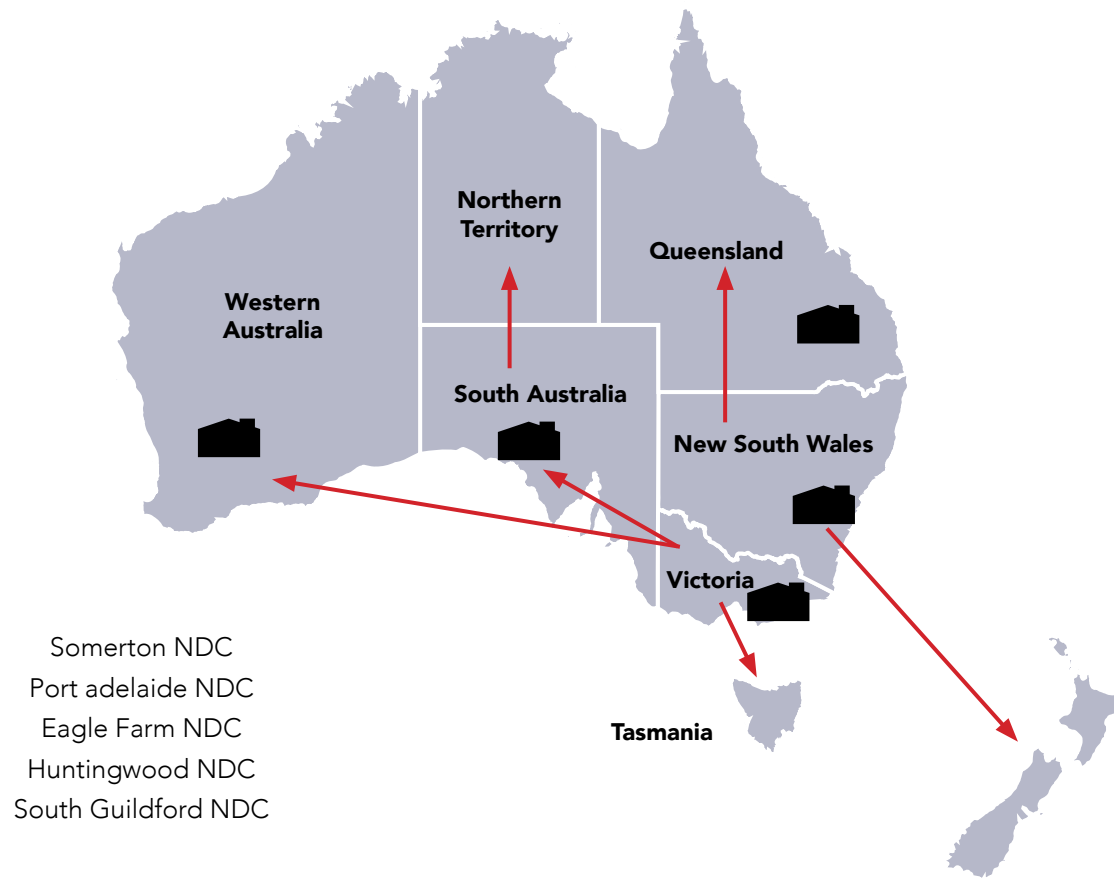 Northern
Territory
Queensland
Western
Australia
South Australia
New South Wales
Victoria
Tasmania
Somerton NDC
Port adelaide NDC
Eagle Farm NDC
Huntingwood NDC
South Guildford NDC